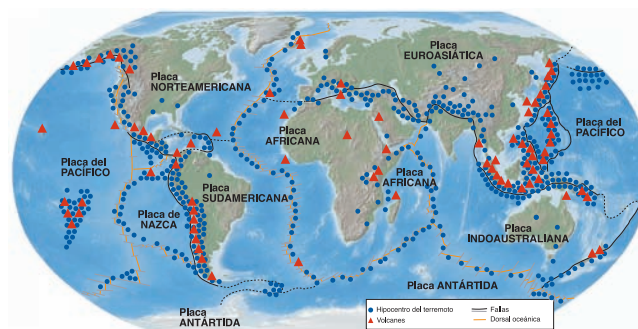 Placa
EUROASIÁTICA
Placa
NORTEAMERICANA
Placa
AFRICANA
Placa del
PACÍFICO
Placa del
PACÍFICO
Placa
AFRICANA
Placa
SUDAMERICANA
Placa de
NAZCA
Placa
INDOAUSTRALIANA
Placa ANTÁRTIDA
Placa
ANTÁRTIDA
Hipocentro del terremoto
Fallas
Volcanes
Dorsal oceánica